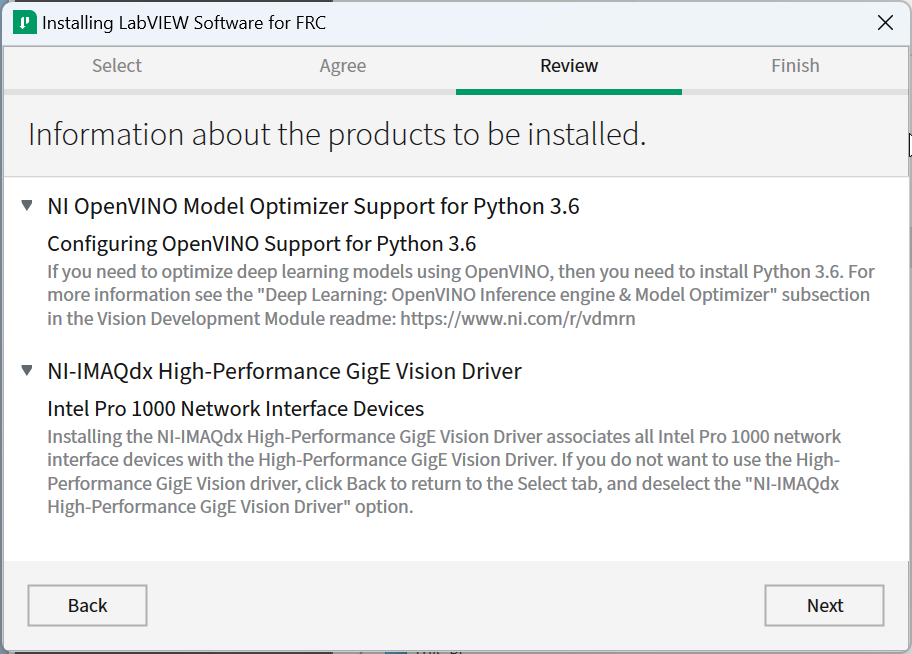 Installing LabVIEW Software for FRC
Select
Agree
Review
Finish
Information about the products to be installed.
NI OpenVINO Model Optimizer Support for Python 3.6
Configuring OpenVINO Support for Python 3.6
If you need to optimize deep learning models using OpenVINO, then you need to install Python 3.6. For
more information see the "Deep Learning: OpenVINO Inference engine & Model Optimizer" subsection
in the Vision Development Module readme: https://www.ni.com/r/vdmrn
NI-IMAQdx High-Performance GigE Vision Driver
Intel Pro 1000 Network Interface Devices
Installing the NI-IMAQdx High-Performance GigE Vision Driver associates all Intel Pro 1000 network
interface devices with the High-Performance GigE Vision Driver. If you do not want to use the High-
Performance GigE Vision driver, click Back to return to the Select tab, and deselect the "NI-IMAQdx
High-Performance GigE Vision Driver" option.
Back
Next